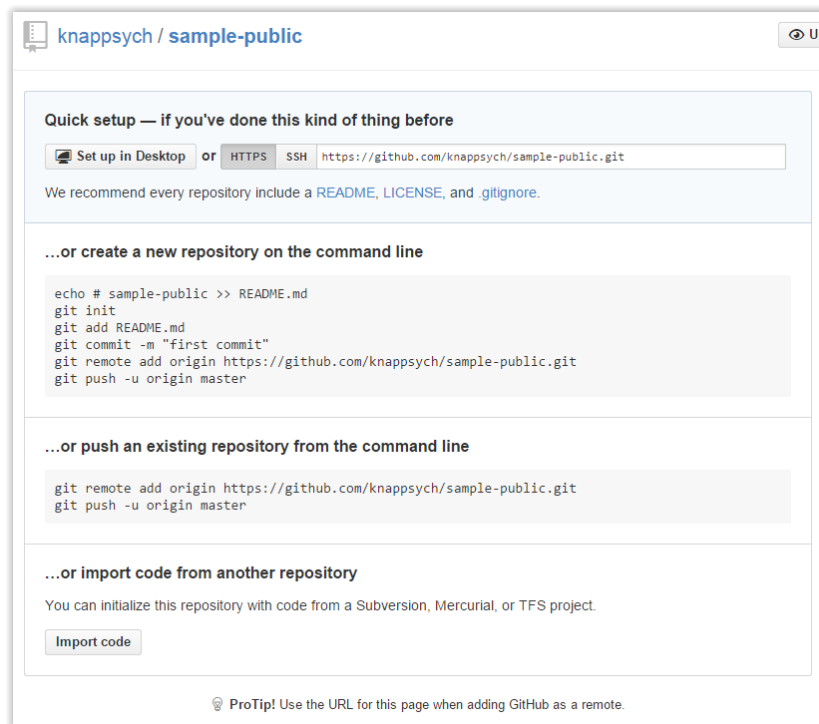 knappsych / sample-public
U
Quick setup — if you've done this kind of thing before
Set up in Desktop or HTTPS SSH https://github.com/knappsych/sample-public.git
We recommend every repository include a README, LICENSE, and .gitignore.
…or create a new repository on the command line
echo # sample-public >> README.md
git init
git add README.md
git commit -m "first commit"
git remote add origin https://github.com/knappsych/sample-public.git
git push -u origin master
…or push an existing repository from the command line
git remote add origin https://github.com/knappsych/sample-public.git
git push -u origin master
…or import code from another repository
You can initialize this repository with code from a Subversion, Mercurial, or TFS project.
Import code
ProTip! Use the URL for this page when adding GitHub as a remote.